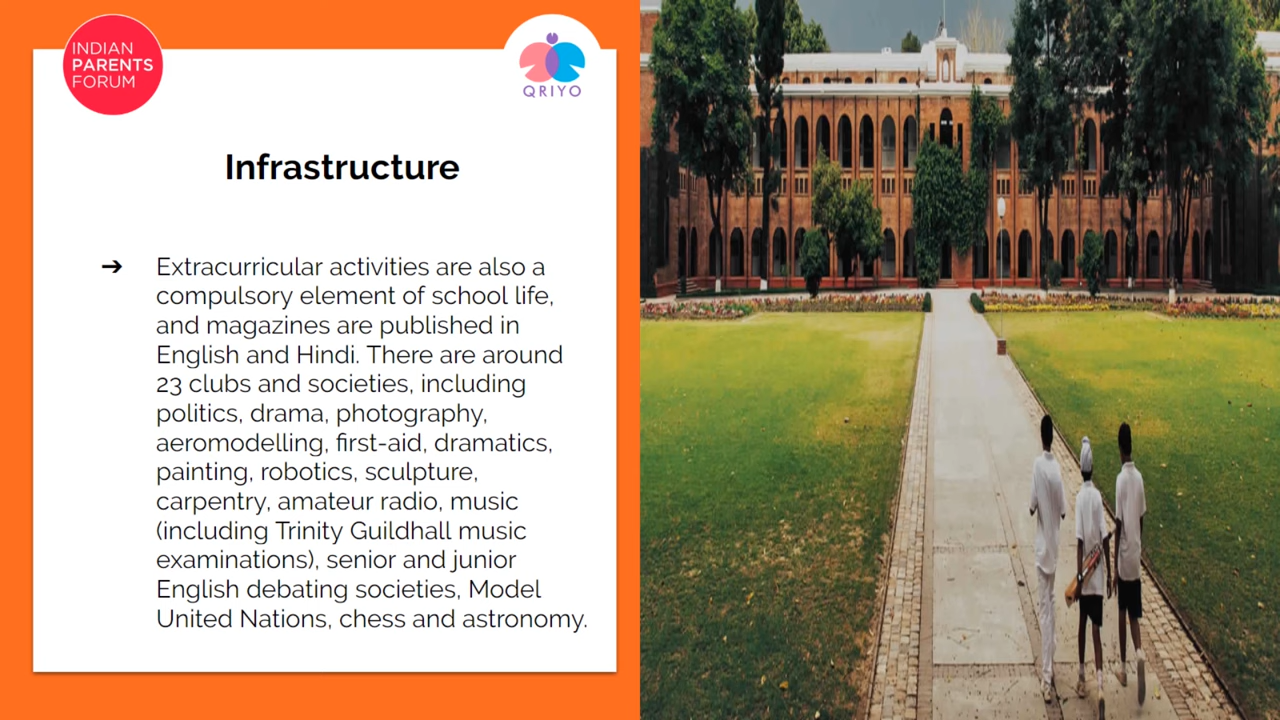 INDIAN
PARENTS
FORUM
QRIYO
Infrastructure
➔ Extracurricular activities are also a
compulsory element of school life,
and magazines are published in
English and Hindi. There are around
23 clubs and societies, including
politics, drama, photography,
aeromodelling, first-aid, dramatics,
painting, robotics, sculpture,
carpentry, amateur radio, music
(including Trinity Guildhall music
examinations), senior and junior
English debating societies, Model
United Nations, chess and astronomy.